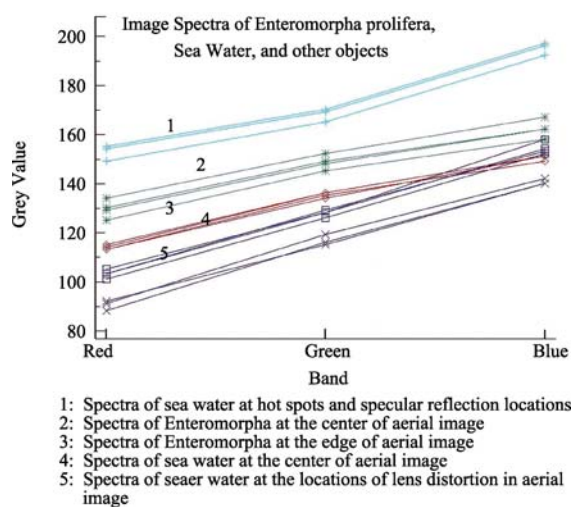 Image Spectra of Enteromorpha prolifera,
Sea Water, and other objects
200
180
160
140
120
100
80
Grey Value
1
2
3
4
5
Red
Green
Blue
Band
1: Spectra of sea water at hot spots and specular reflection locations
2: Spectra of Enteromorpha at the center of aerial image
3: Spectra of Enteromorpha at the edge of aerial image
4: Spectra of sea water at the center of aerial image
5: Spectra of seaer water at the locations of lens distortion in aerial
image